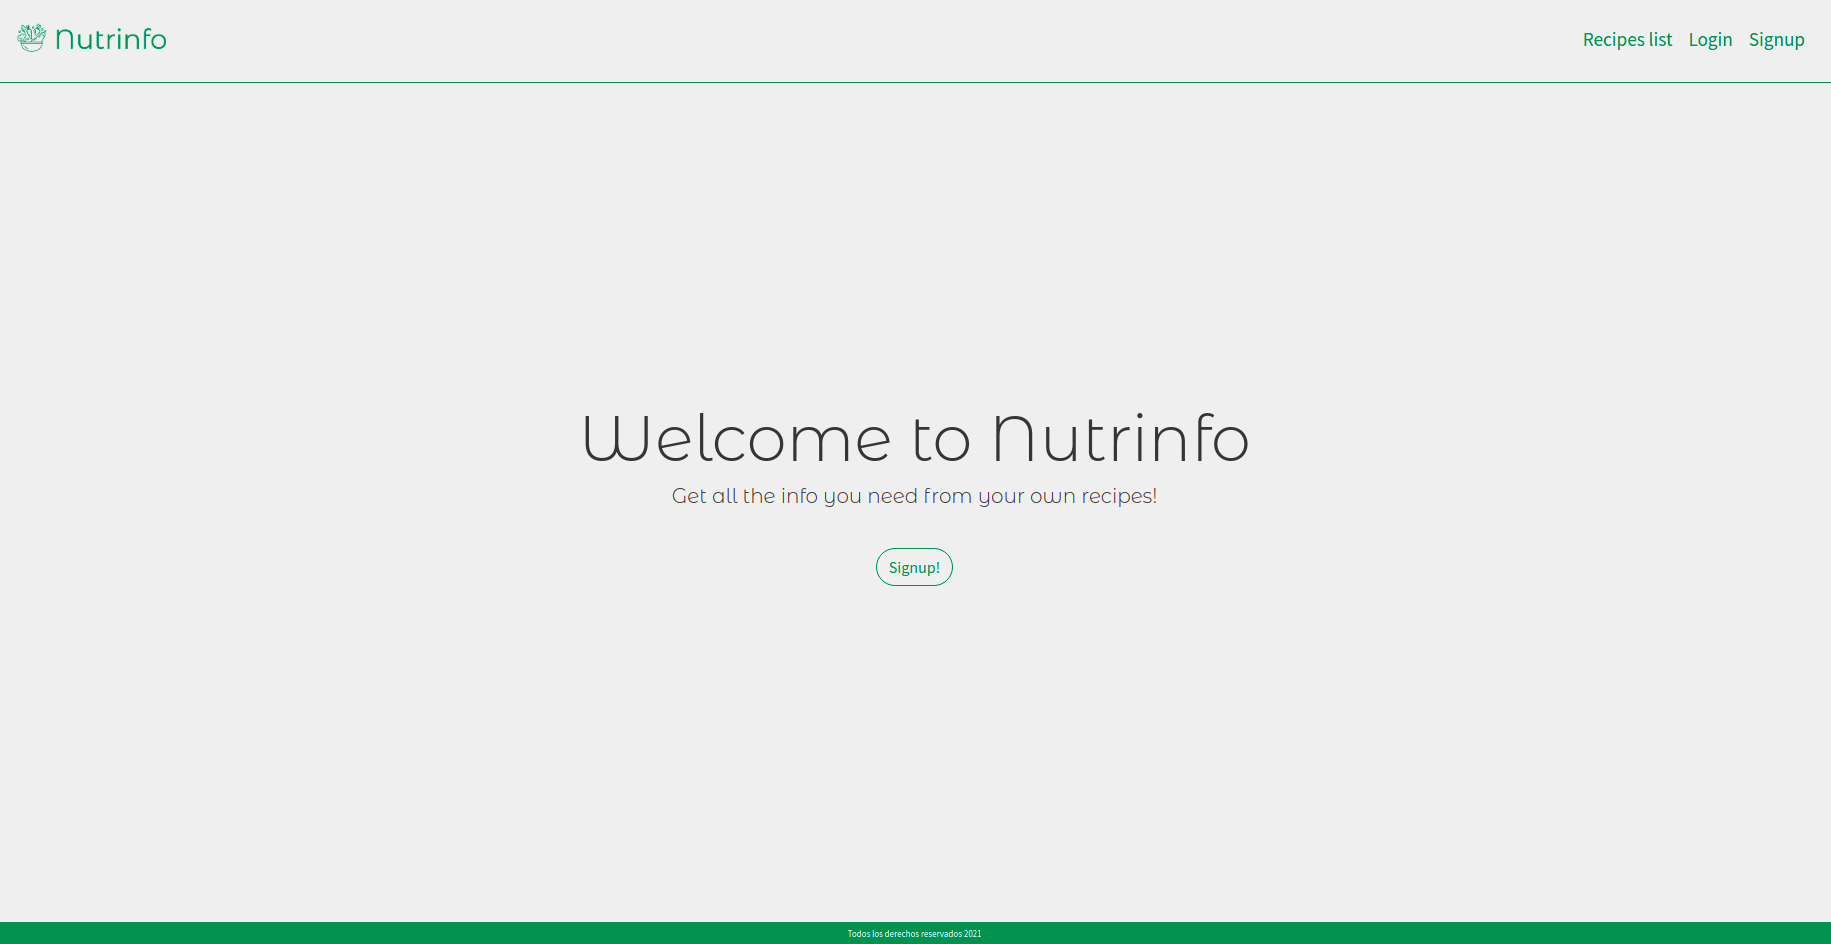 Nutrinfo
Recipes list Login Signup
Welcome to Nutrinfo
Get all the info you need from your own recipes!
Signup!
Todos los derechos reservados 2021